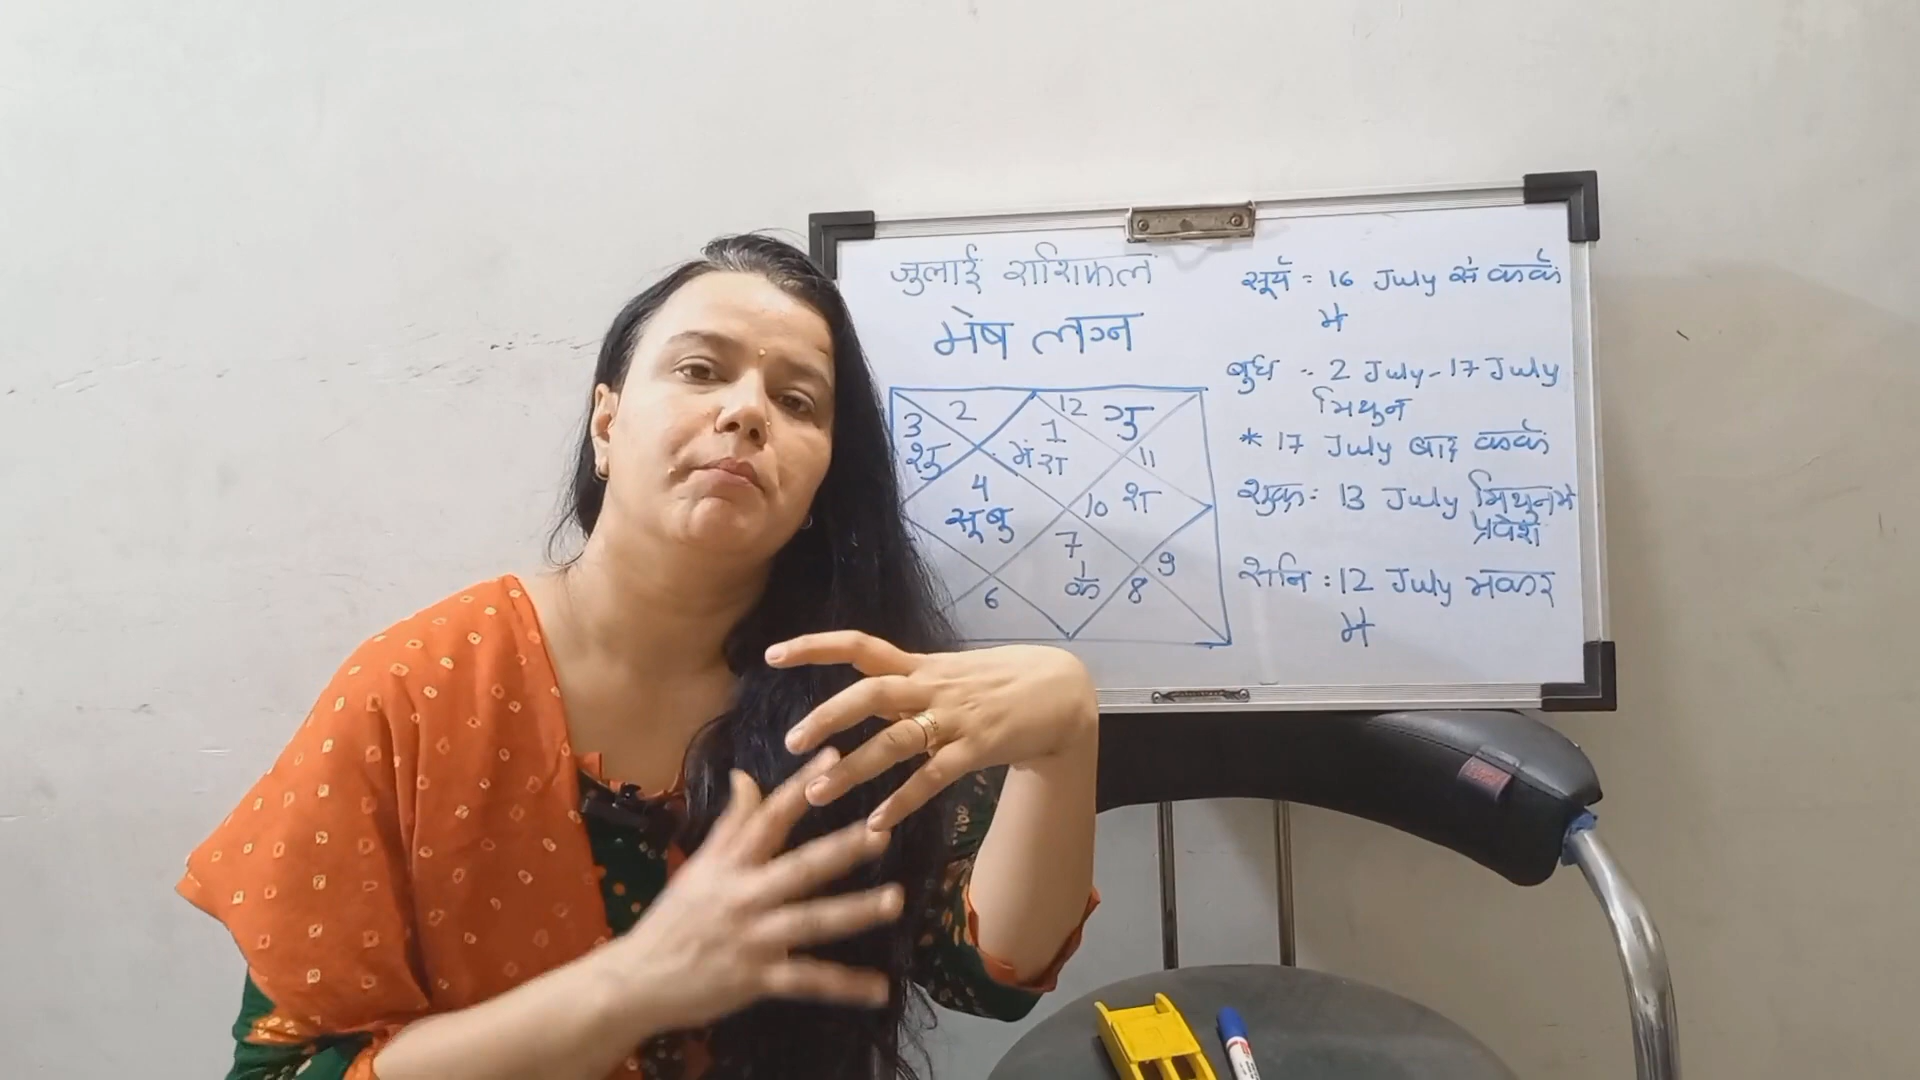 जुलाई राशिफल
मेष लग्न
2
12 गु
3
शु
1
मं रा
11
4
सू बु
10 श
7
के
9
8
6
सूर्य = 16 July से कर्क
में
बुध - 2 July - 17 July
मिथुन
* 17 July बाद कर्क
शुक्र : 13 July मिथुन में
प्रवेश
शनि : 12 July मकर
में